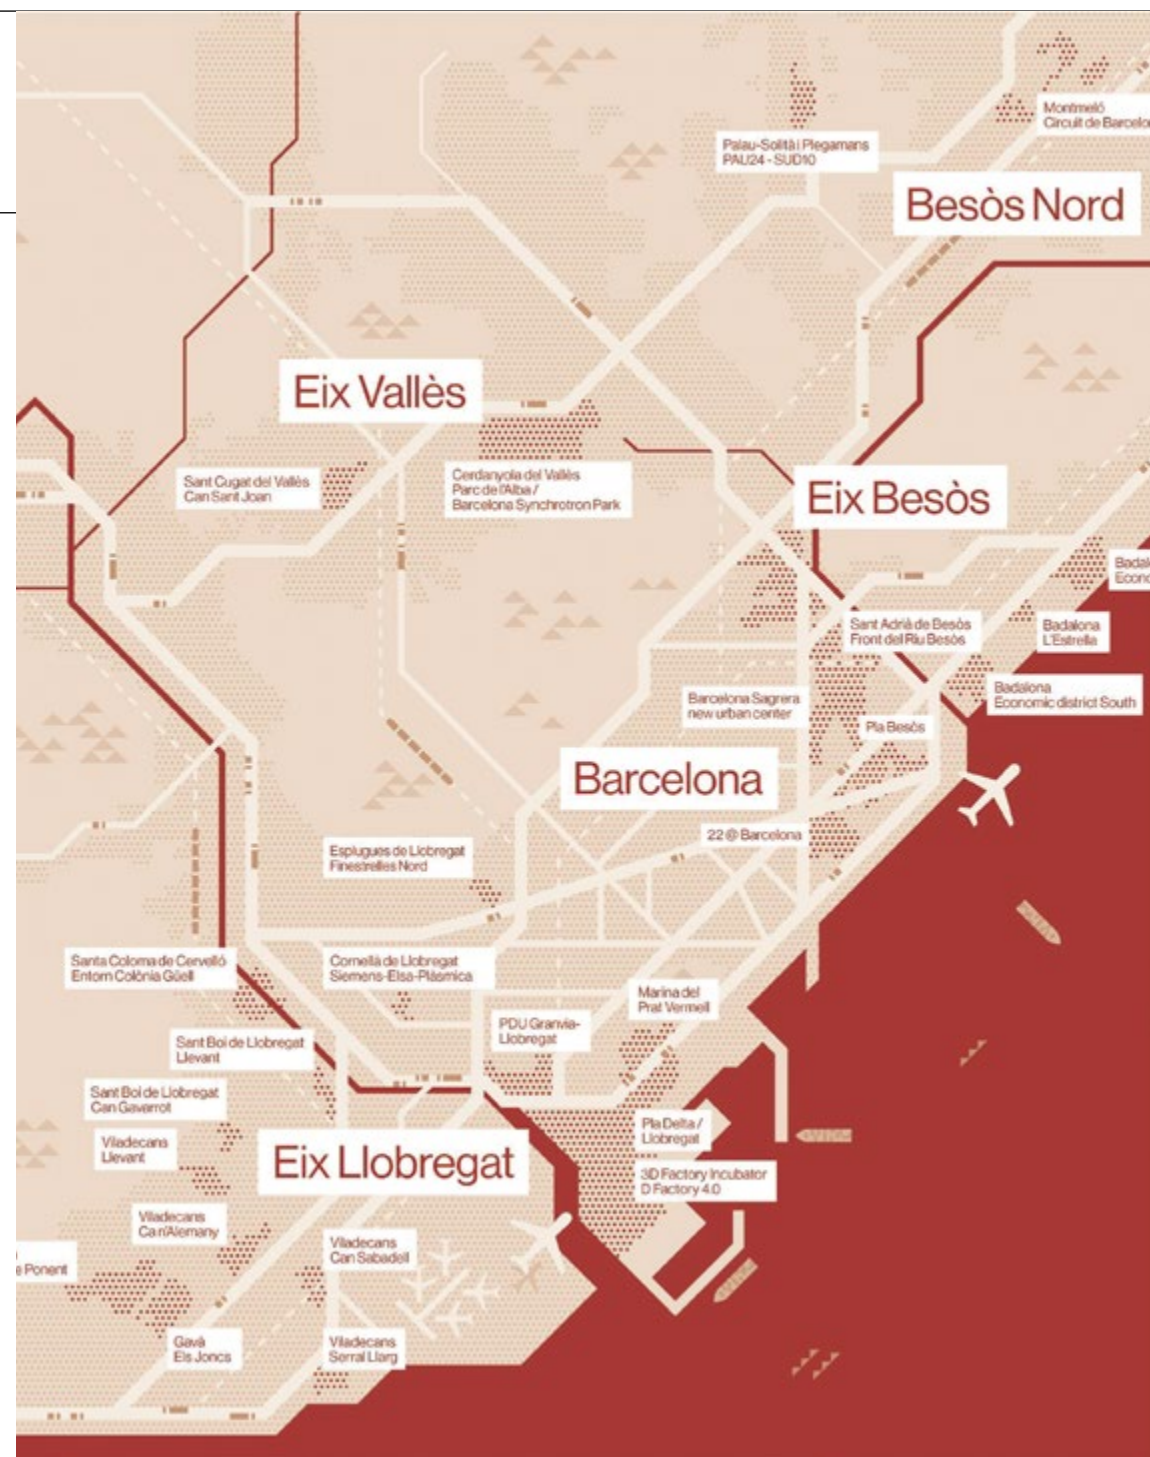 Montmeló
Circuit de
Palau-Solità i Plegamans
PAU24 - SUD10
Besòs Nord
Eix Vallès
Sant Cugat del Vallès
Can Sant Joan
Cerdanyola del Vallès
Parc de l'Alba /
Barcelona Synchrotron Park
Eix Besòs
Sant Adrià de Besòs
Front del Riu Besòs
Badalona
L'Estrella
Barcelona Sagrera
new urban center
Badalona
Economic district South
Pla Besòs
Barcelona
22@Barcelona
Esplugues de Llobregat
Finestrelles Nord
Santa Coloma de Cervelló
Entorn Colònia Güell
Cornellà de Llobregat
Siemens-Elsa-Plàsmica
Marina del
Prat Vermell
PDU Granvia-
Llobregat
Sant Boi de Llobregat
Llevant
Sant Boi de Llobregat
Can Gavarrot
Pla Delta /
Llobregat
Viladecans
Llevant
Eix Llobregat
3D Factory Incubator
D Factory 4.0
Viladecans
Ca n'Alemany
Viladecans
Can Sabadell
e Ponent
Gavà
Els Joncs
Viladecans
Serral Llarg